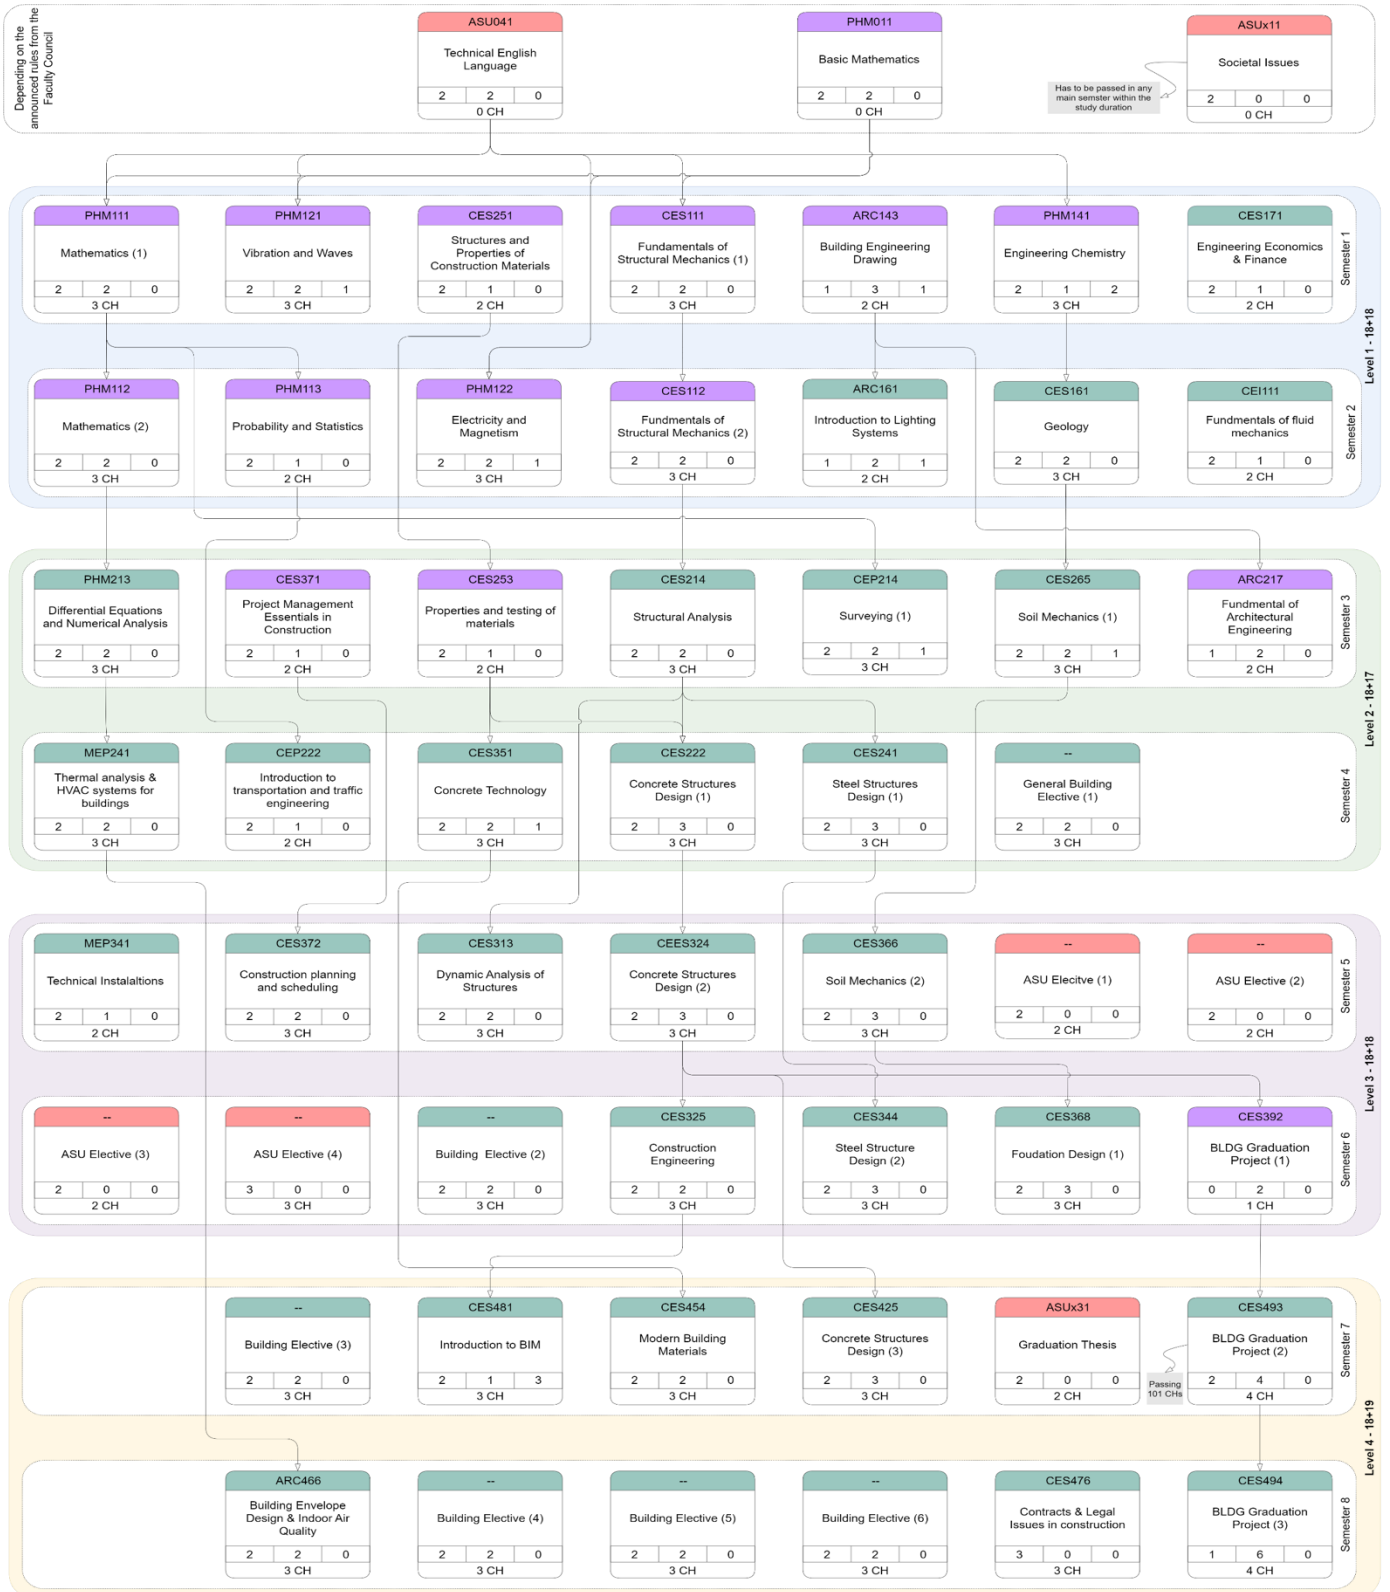 Depending on the
announced rules from the
Faculty Council
ASU041
Technical English
Language
2 2 0
0 CH
PHM011
Basic Mathematics
2 2 0
0 CH
ASUx11
Societal Issues
2 0 0
0 CH
Has to be passed in any
main semster within the
study duration
Level 1 - 18+18
Semester 1
PHM111
Mathematics (1)
2 2 0
3 CH
PHM121
Vibration and Waves
2 2 1
3 CH
CES251
Structures and
Properties of
Construction Materials
2 1 0
2 CH
CES111
Fundamentals of
Structural Mechanics (1)
2 2 0
3 CH
ARC143
Building Engineering
Drawing
1 3 1
2 CH
PHM141
Engineering Chemistry
2 1 2
3 CH
CES171
Engineering Economics
& Finance
2 1 0
2 CH
Semester 2
PHM112
Mathematics (2)
2 2 0
3 CH
PHM113
Probability and Statistics
2 1 0
2 CH
PHM122
Electricity and
Magnetism
2 2 1
3 CH
CES112
Fundmentals of
Structural Mechanics (2)
2 2 0
3 CH
ARC161
Introduction to Lighting
Systems
1 2 1
2 CH
CES161
Geology
2 2 0
3 CH
CEI111
Fundmentals of fluid
mechanics
2 1 0
2 CH
Level 2 - 18+17
Semester 3
PHM213
Differential Equations
and Numerical Analysis
2 2 0
3 CH
CES371
Project Management
Essentials in
Construction
2 1 0
2 CH
CES253
Properties and testing of
materials
2 1 0
2 CH
CES214
Structural Analysis
2 2 0
3 CH
CEP214
Surveying (1)
2 2 1
3 CH
CES265
Soil Mechanics (1)
2 2 1
3 CH
ARC217
Fundmental of
Architectural
Engineering
1 2 0
2 CH
Semester 4
MEP241
Thermal analysis &
HVAC systems for
buildings
2 2 0
3 CH
CEP222
Introduction to
transportation and traffic
engineering
2 1 0
2 CH
CES351
Concrete Technology
2 2 1
3 CH
CES222
Concrete Structures
Design (1)
2 3 0
3 CH
CES241
Steel Structures
Design (1)
2 3 0
3 CH
--
General Building
Elective (1)
2 2 0
3 CH
Level 3 - 18+18
Semester 5
MEP341
Technical Instalaltions
2 1 0
2 CH
CES372
Construction planning
and scheduling
2 2 0
3 CH
CES313
Dynamic Analysis of
Structures
2 2 0
3 CH
CEES324
Concrete Structures
Design (2)
2 3 0
3 CH
CES366
Soil Mechanics (2)
2 3 0
3 CH
--
ASU Elecitve (1)
2 0 0
2 CH
--
ASU Elective (2)
2 0 0
2 CH
Semester 6
--
ASU Elective (3)
2 0 0
2 CH
--
ASU Elective (4)
3 0 0
3 CH
--
Building Elective (2)
2 2 0
3 CH
CES325
Construction
Engineering
2 2 0
3 CH
CES344
Steel Structure
Design (2)
2 3 0
3 CH
CES368
Foudation Design (1)
2 3 0
3 CH
CES392
BLDG Graduation
Project (1)
0 2 0
1 CH
Level 4 - 18+19
Semester 7
--
Building Elective (3)
2 2 0
3 CH
CES481
Introduction to BIM
2 1 3
3 CH
CES454
Modern Building
Materials
2 2 0
3 CH
CES425
Concrete Structures
Design (3)
2 3 0
3 CH
ASUx31
Graduation Thesis
2 0 0
2 CH
CES493
BLDG Graduation
Project (2)
2 4 0
4 CH
Passing
101 CHs
Semester 8
ARC466
Building Envelope
Design & Indoor Air
Quality
2 2 0
3 CH
--
Building Elective (4)
2 2 0
3 CH
--
Building Elective (5)
2 2 0
3 CH
--
Building Elective (6)
2 2 0
3 CH
CES476
Contracts & Legal
Issues in construction
3 0 0
3 CH
CES494
BLDG Graduation
Project (3)
1 6 0
4 CH